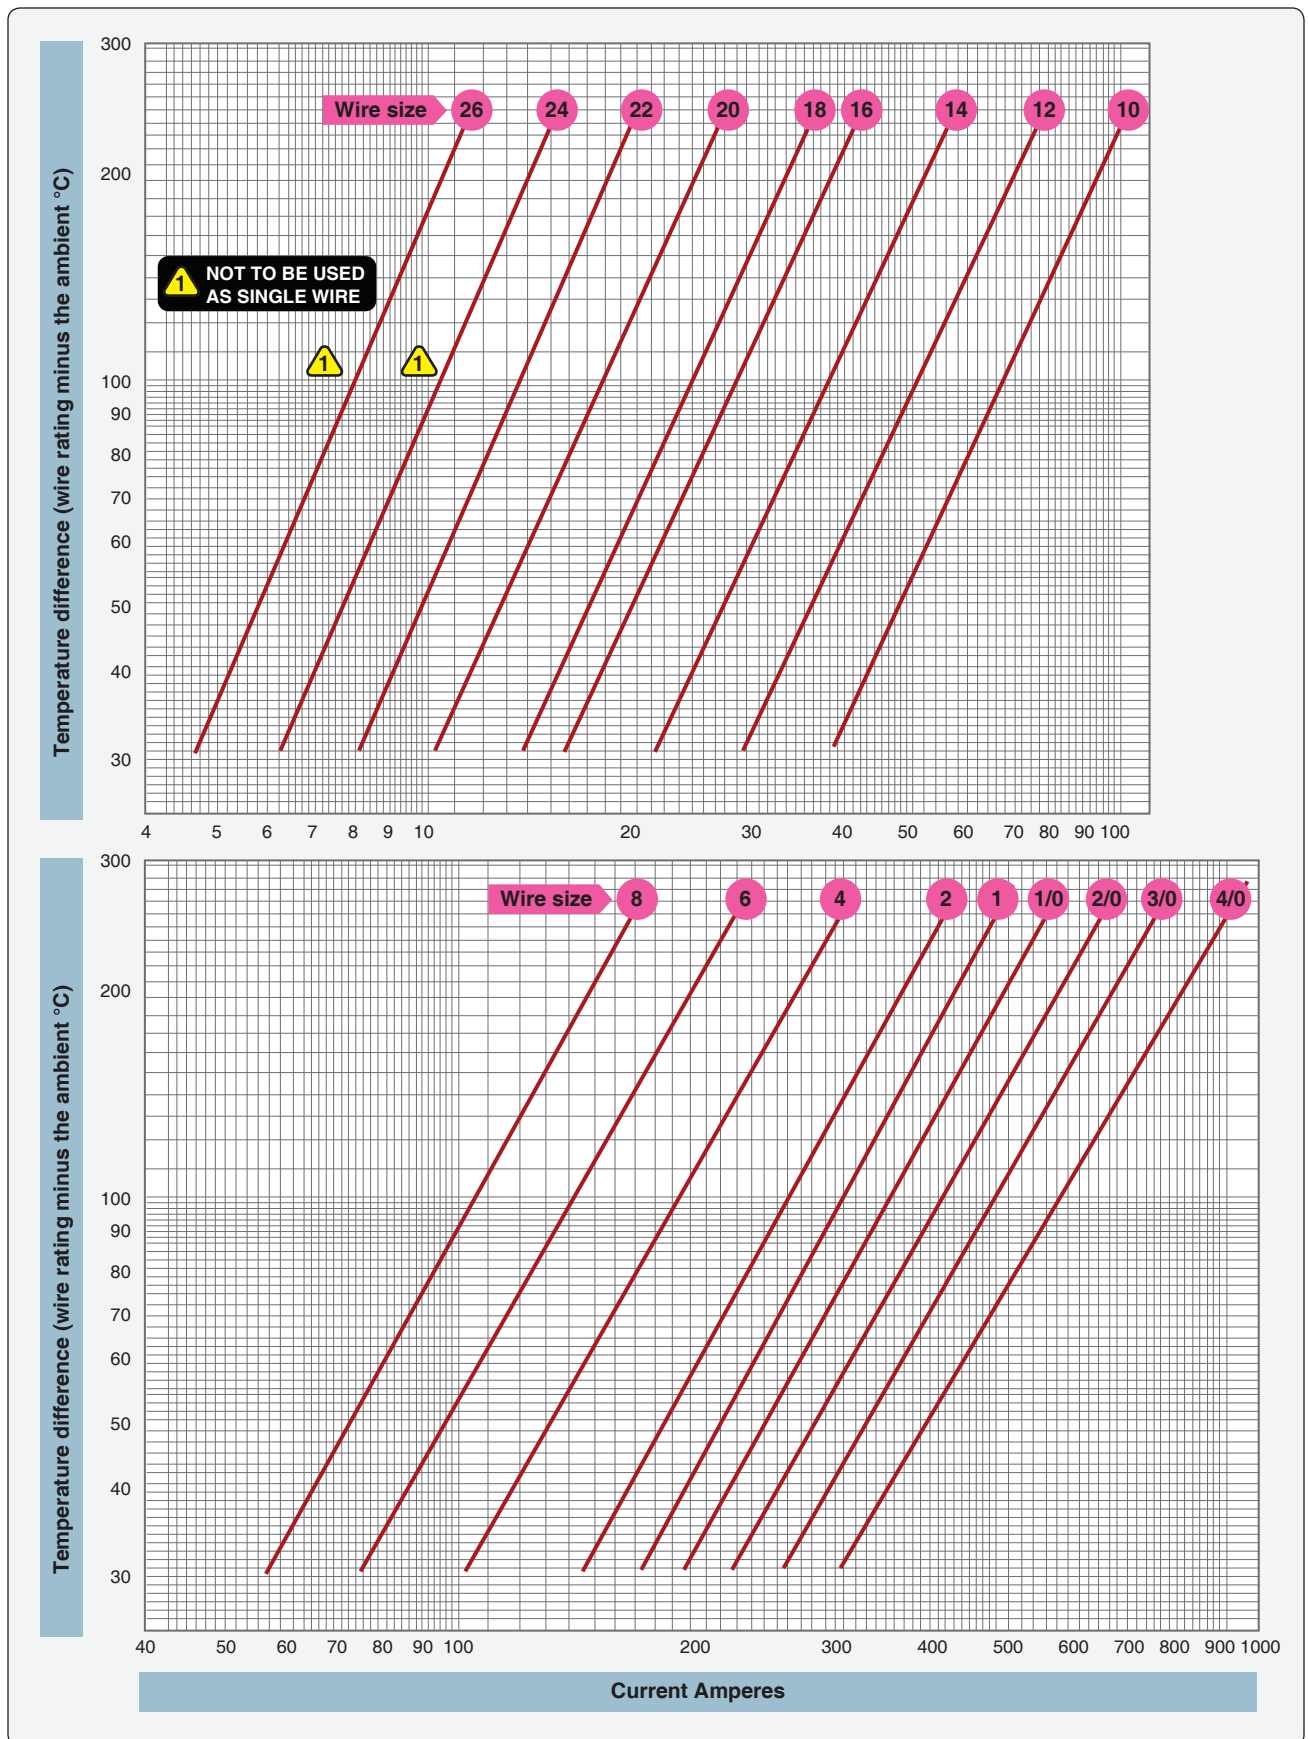 Temperature difference (wire rating minus the ambient °C)
300
200
100
90
80
70
60
50
40
30
Wire size 26 24 22 20 18 16 14 12 10
1 NOT TO BE USED
AS SINGLE WIRE
1 1
4 5 6 7 8 9 10 20 30 40 50 60 70 80 90 100
Temperature difference (wire rating minus the ambient °C)
300
200
100
90
80
70
60
50
40
30
Wire size 8 6 4 2 1 1/0 2/0 3/0 4/0
40 50 60 70 80 90 100 200 300 400 500 600 700 800 900 1000
Current Amperes